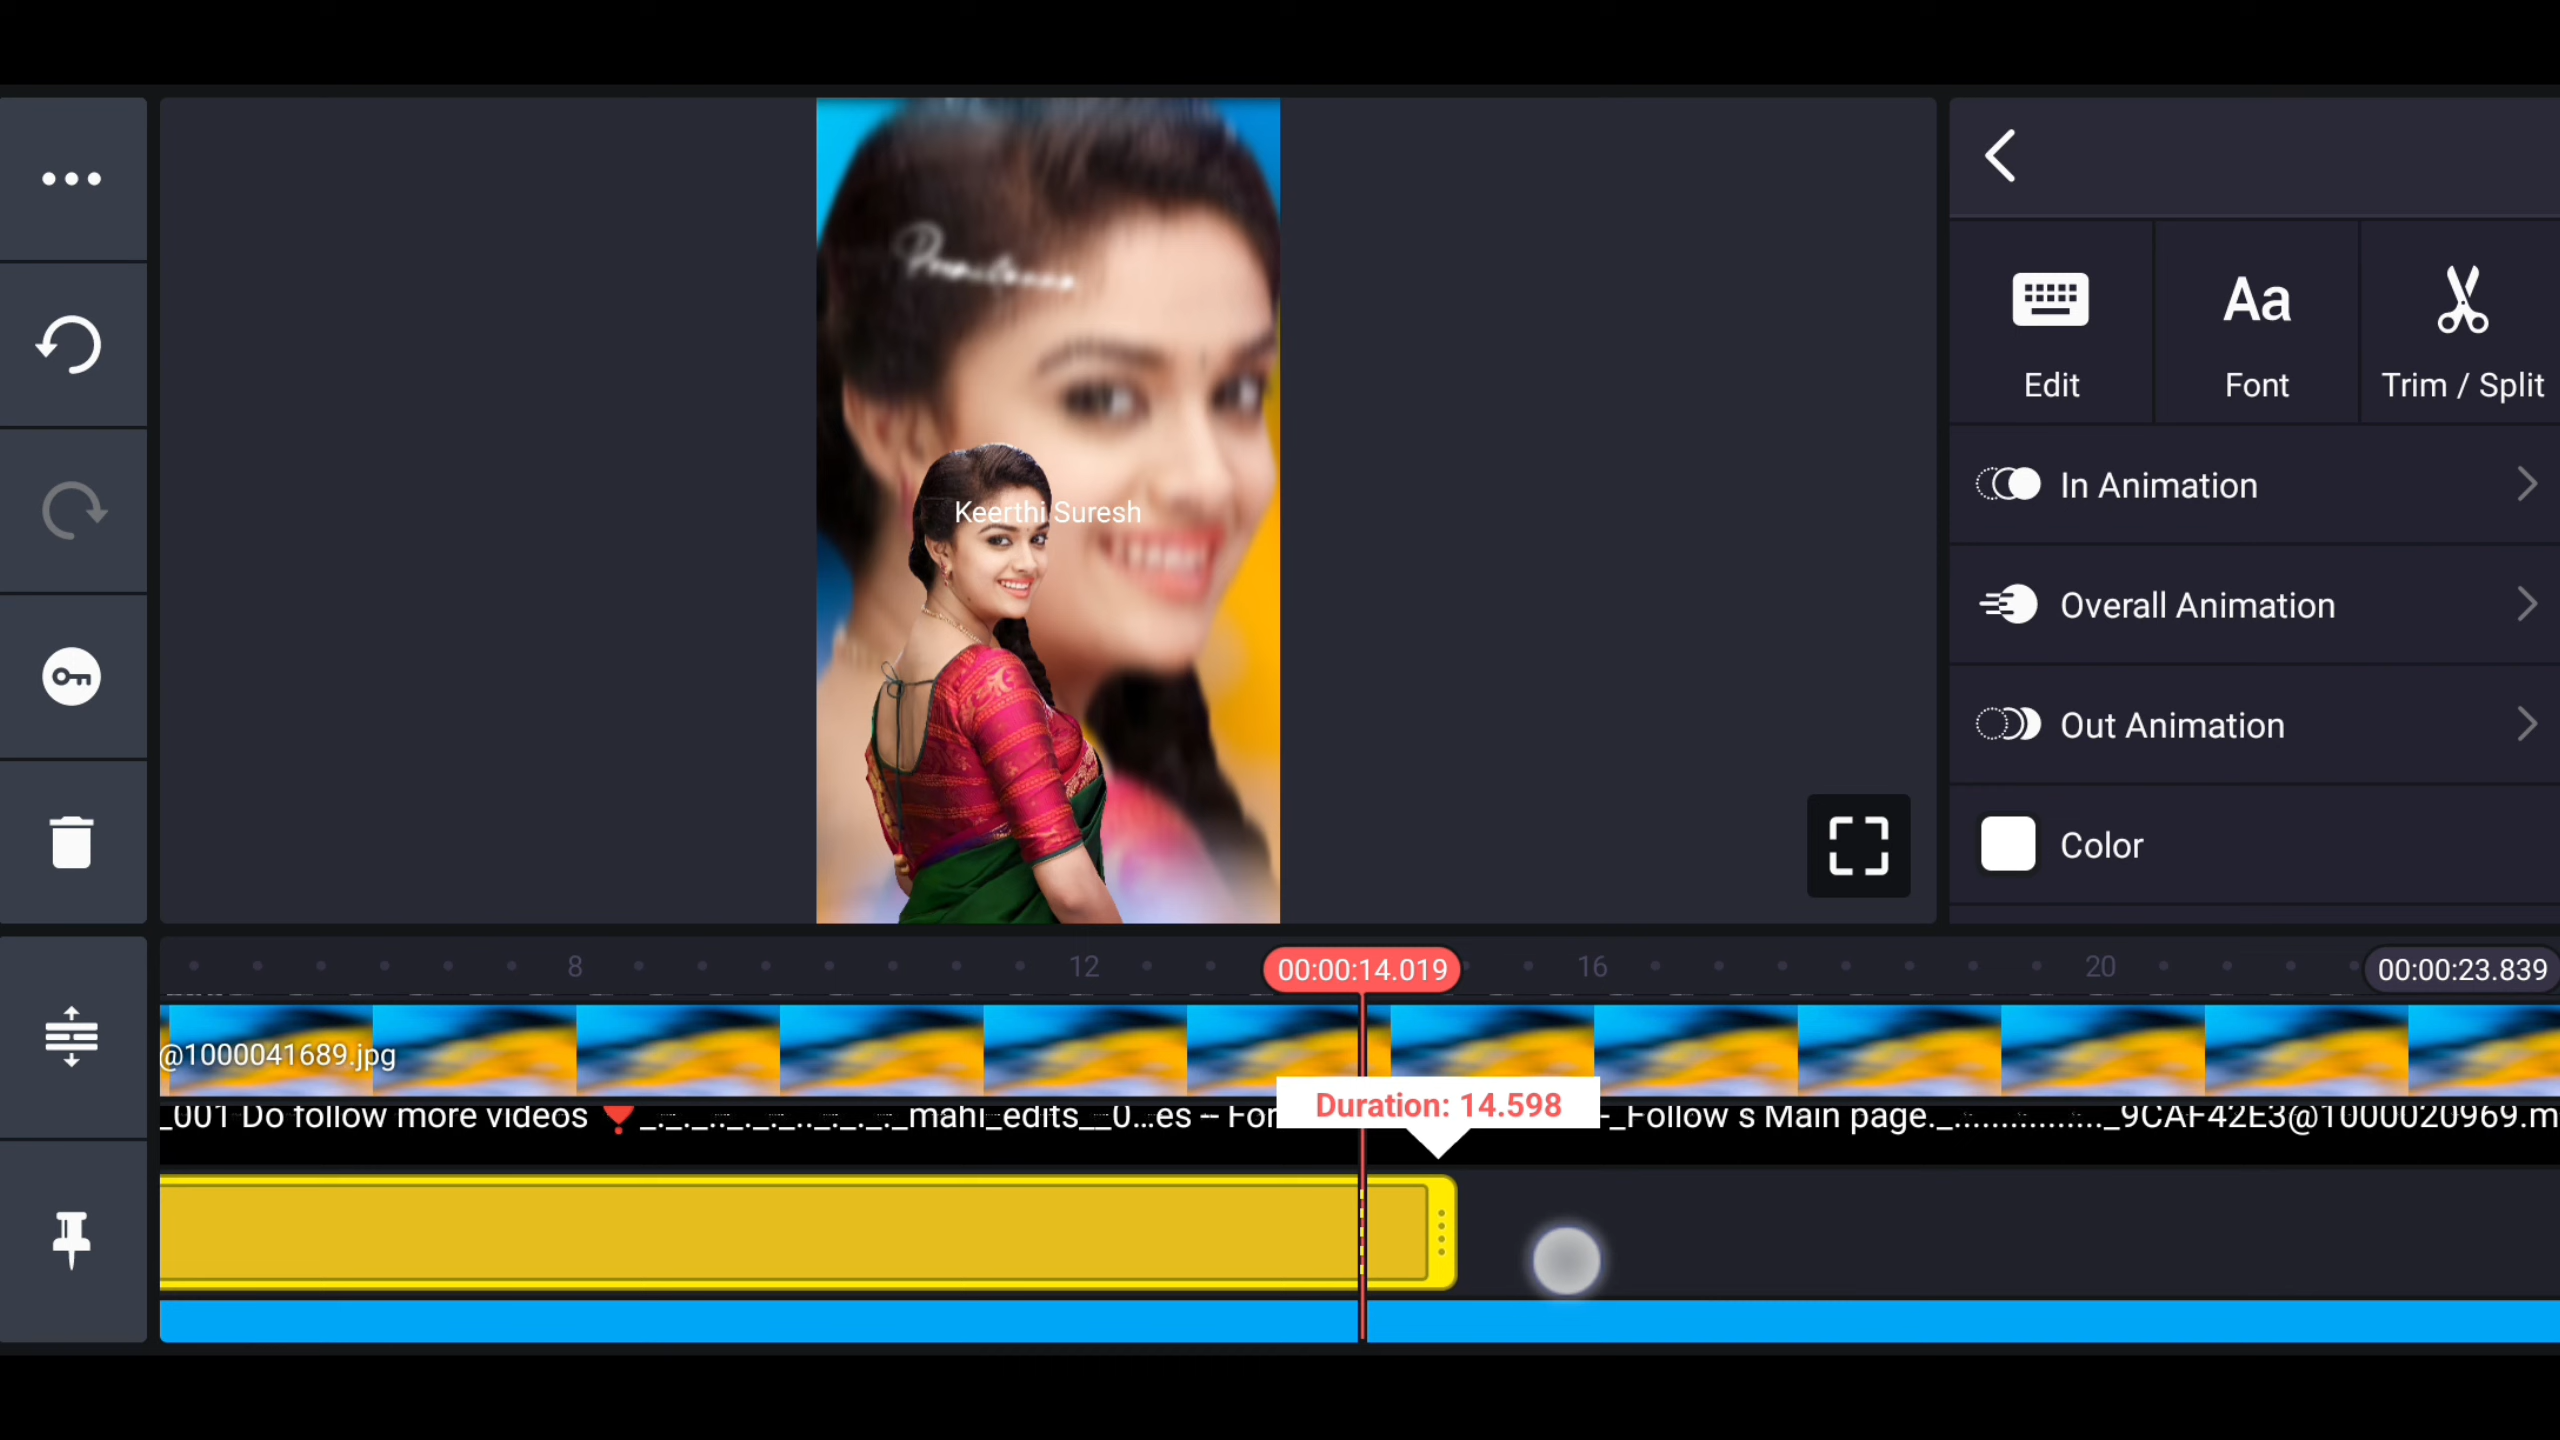 Edit
Font
Trim / Split
In Animation
Keerthi Suresh
Overall Animation
Out Animation
Color
8
12
00:00:14.019
16
20
00:00:23.839
@1000041689.jpg
Duration: 14.598
_001 Do follow more videos ❣️_._._.._._._.._._._._mahi_edits__0...es -- For
-_Follow s Main page._..............._9CAF42E3@1000020969.m